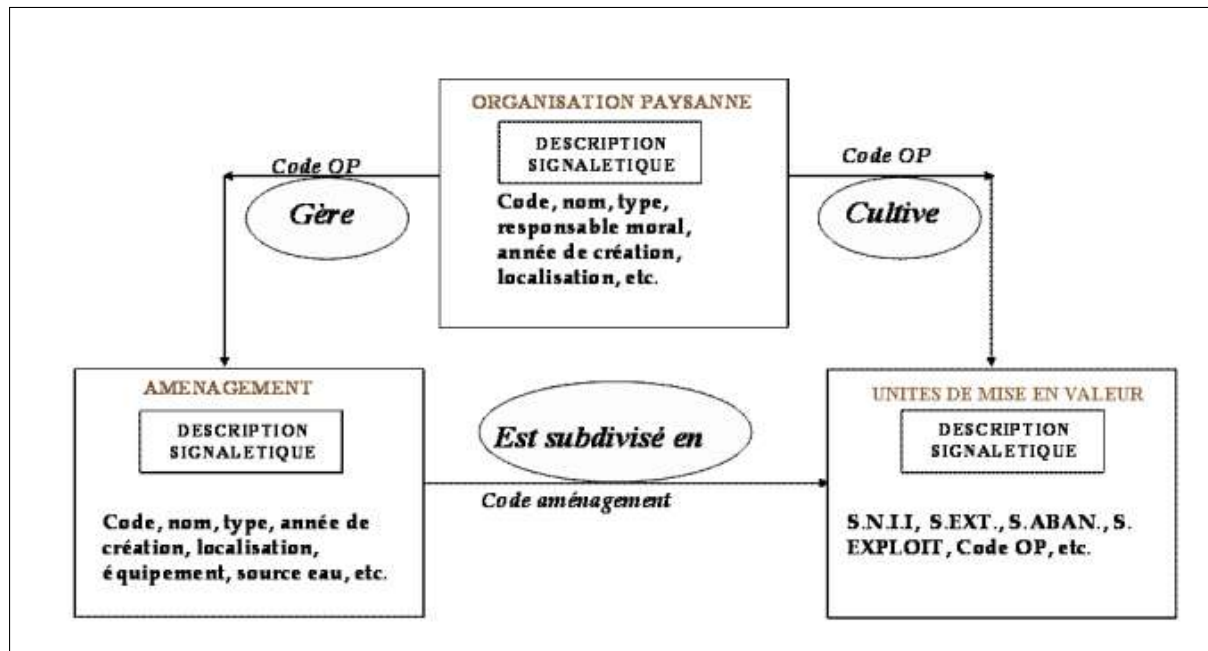 ORGANISATION PAYSANNE
DESCRIPTION
SIGNALETIQUE
Code, nom, type,
responsable moral,
année de création,
localisation, etc.
Code OP
Gère
Code OP
Cultive
AMENAGEMENT
DESCRIPTION
SIGNALETIQUE
Code, nom, type, année de
création, localisation,
équipement, source eau, etc.
Est subdivisé en
Code aménagement
UNITES DE MISE EN VALEUR
DESCRIPTION
SIGNALETIQUE
S.N.I.I, S.EXT., S.ABAN., S.
EXPLOIT, Code OP, etc.